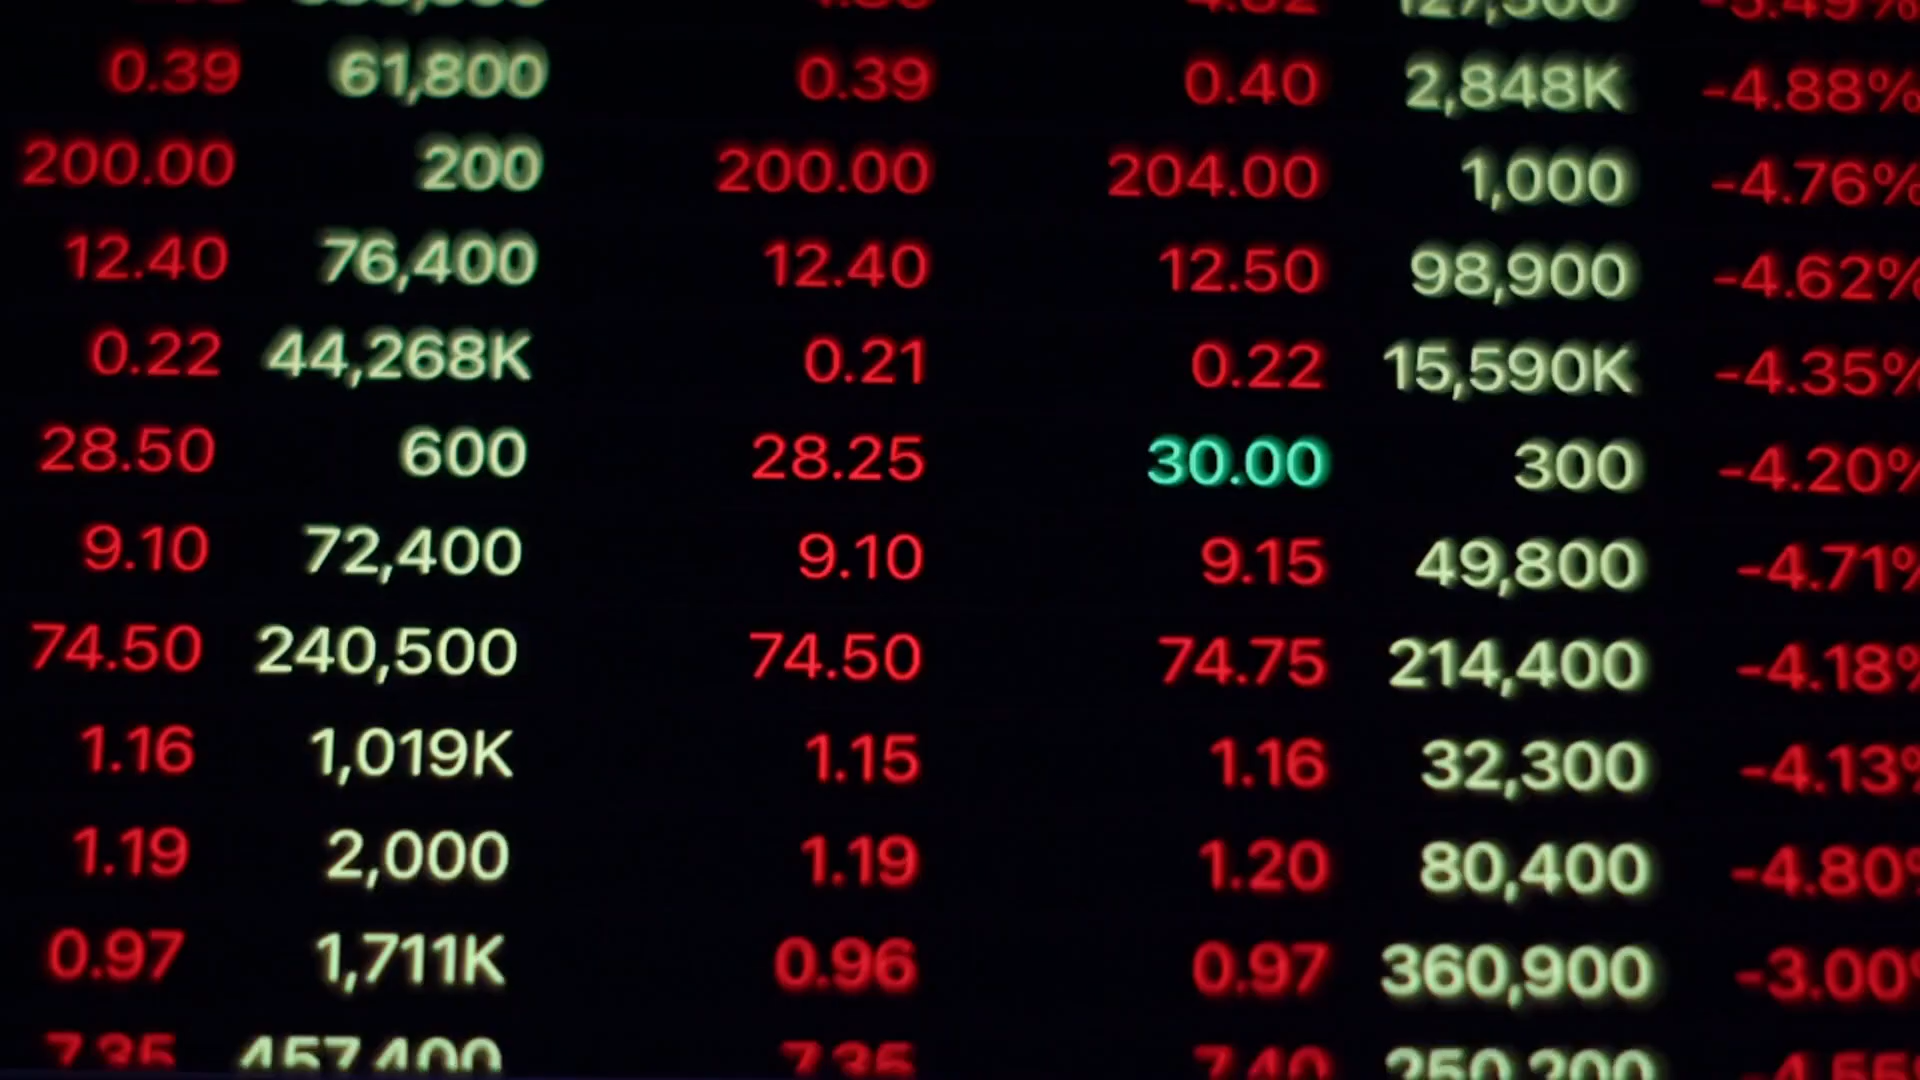 127,500 -5.49%
0.39 61,800 0.39 0.40 2,848K -4.88%
200.00 200 200.00 204.00 1,000 -4.76%
12.40 76,400 12.40 12.50 98,900 -4.62%
0.22 44,268K 0.21 0.22 15,590K -4.35%
28.50 600 28.25 30.00 300 -4.20%
9.10 72,400 9.10 9.15 49,800 -4.71%
74.50 240,500 74.50 74.75 214,400 -4.18%
1.16 1,019K 1.15 1.16 32,300 -4.13%
1.19 2,000 1.19 1.20 80,400 -4.80%
0.97 1,711K 0.96 0.97 360,900 -3.00%
7.35 457,400 7.35 7.40 250,200 -4.55%